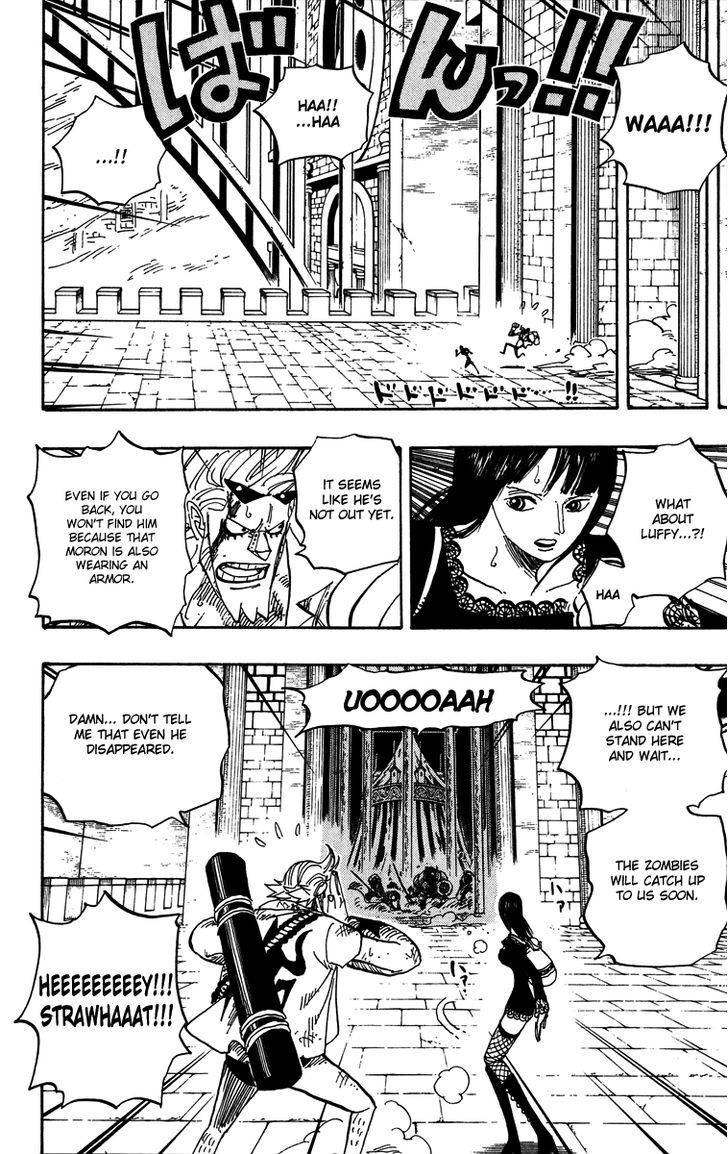 WAAA!!!
ばんっ!!
HAA!!
...HAA
...!!
ドドドドドドド...!!
WHAT
ABOUT
LUFFY...?!
HAA
IT SEEMS
LIKE HE'S
NOT OUT YET.
EVEN IF YOU GO
BACK, YOU
WON'T FIND HIM
BECAUSE THAT
MORON IS ALSO
WEARING AN
ARMOR.
...!!! BUT WE
ALSO CAN'T
STAND HERE
AND WAIT...
THE ZOMBIES
WILL CATCH UP
TO US SOON.
UOOOOAAH
DAMN... DON'T TELL
ME THAT EVEN HE
DISAPPEARED.
HEEEEEEEEEY!!!
STRAWHAAAT!!!